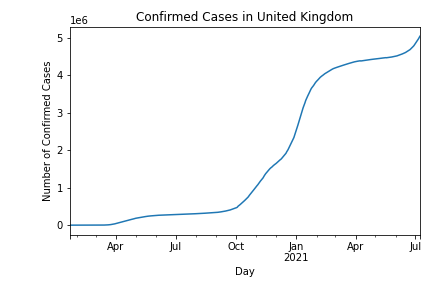 Confirmed Cases in United Kingdom
1e6
5
4
3
2
1
0
Number of Confirmed Cases
Apr Jul Oct Jan Apr Jul
2021
Day